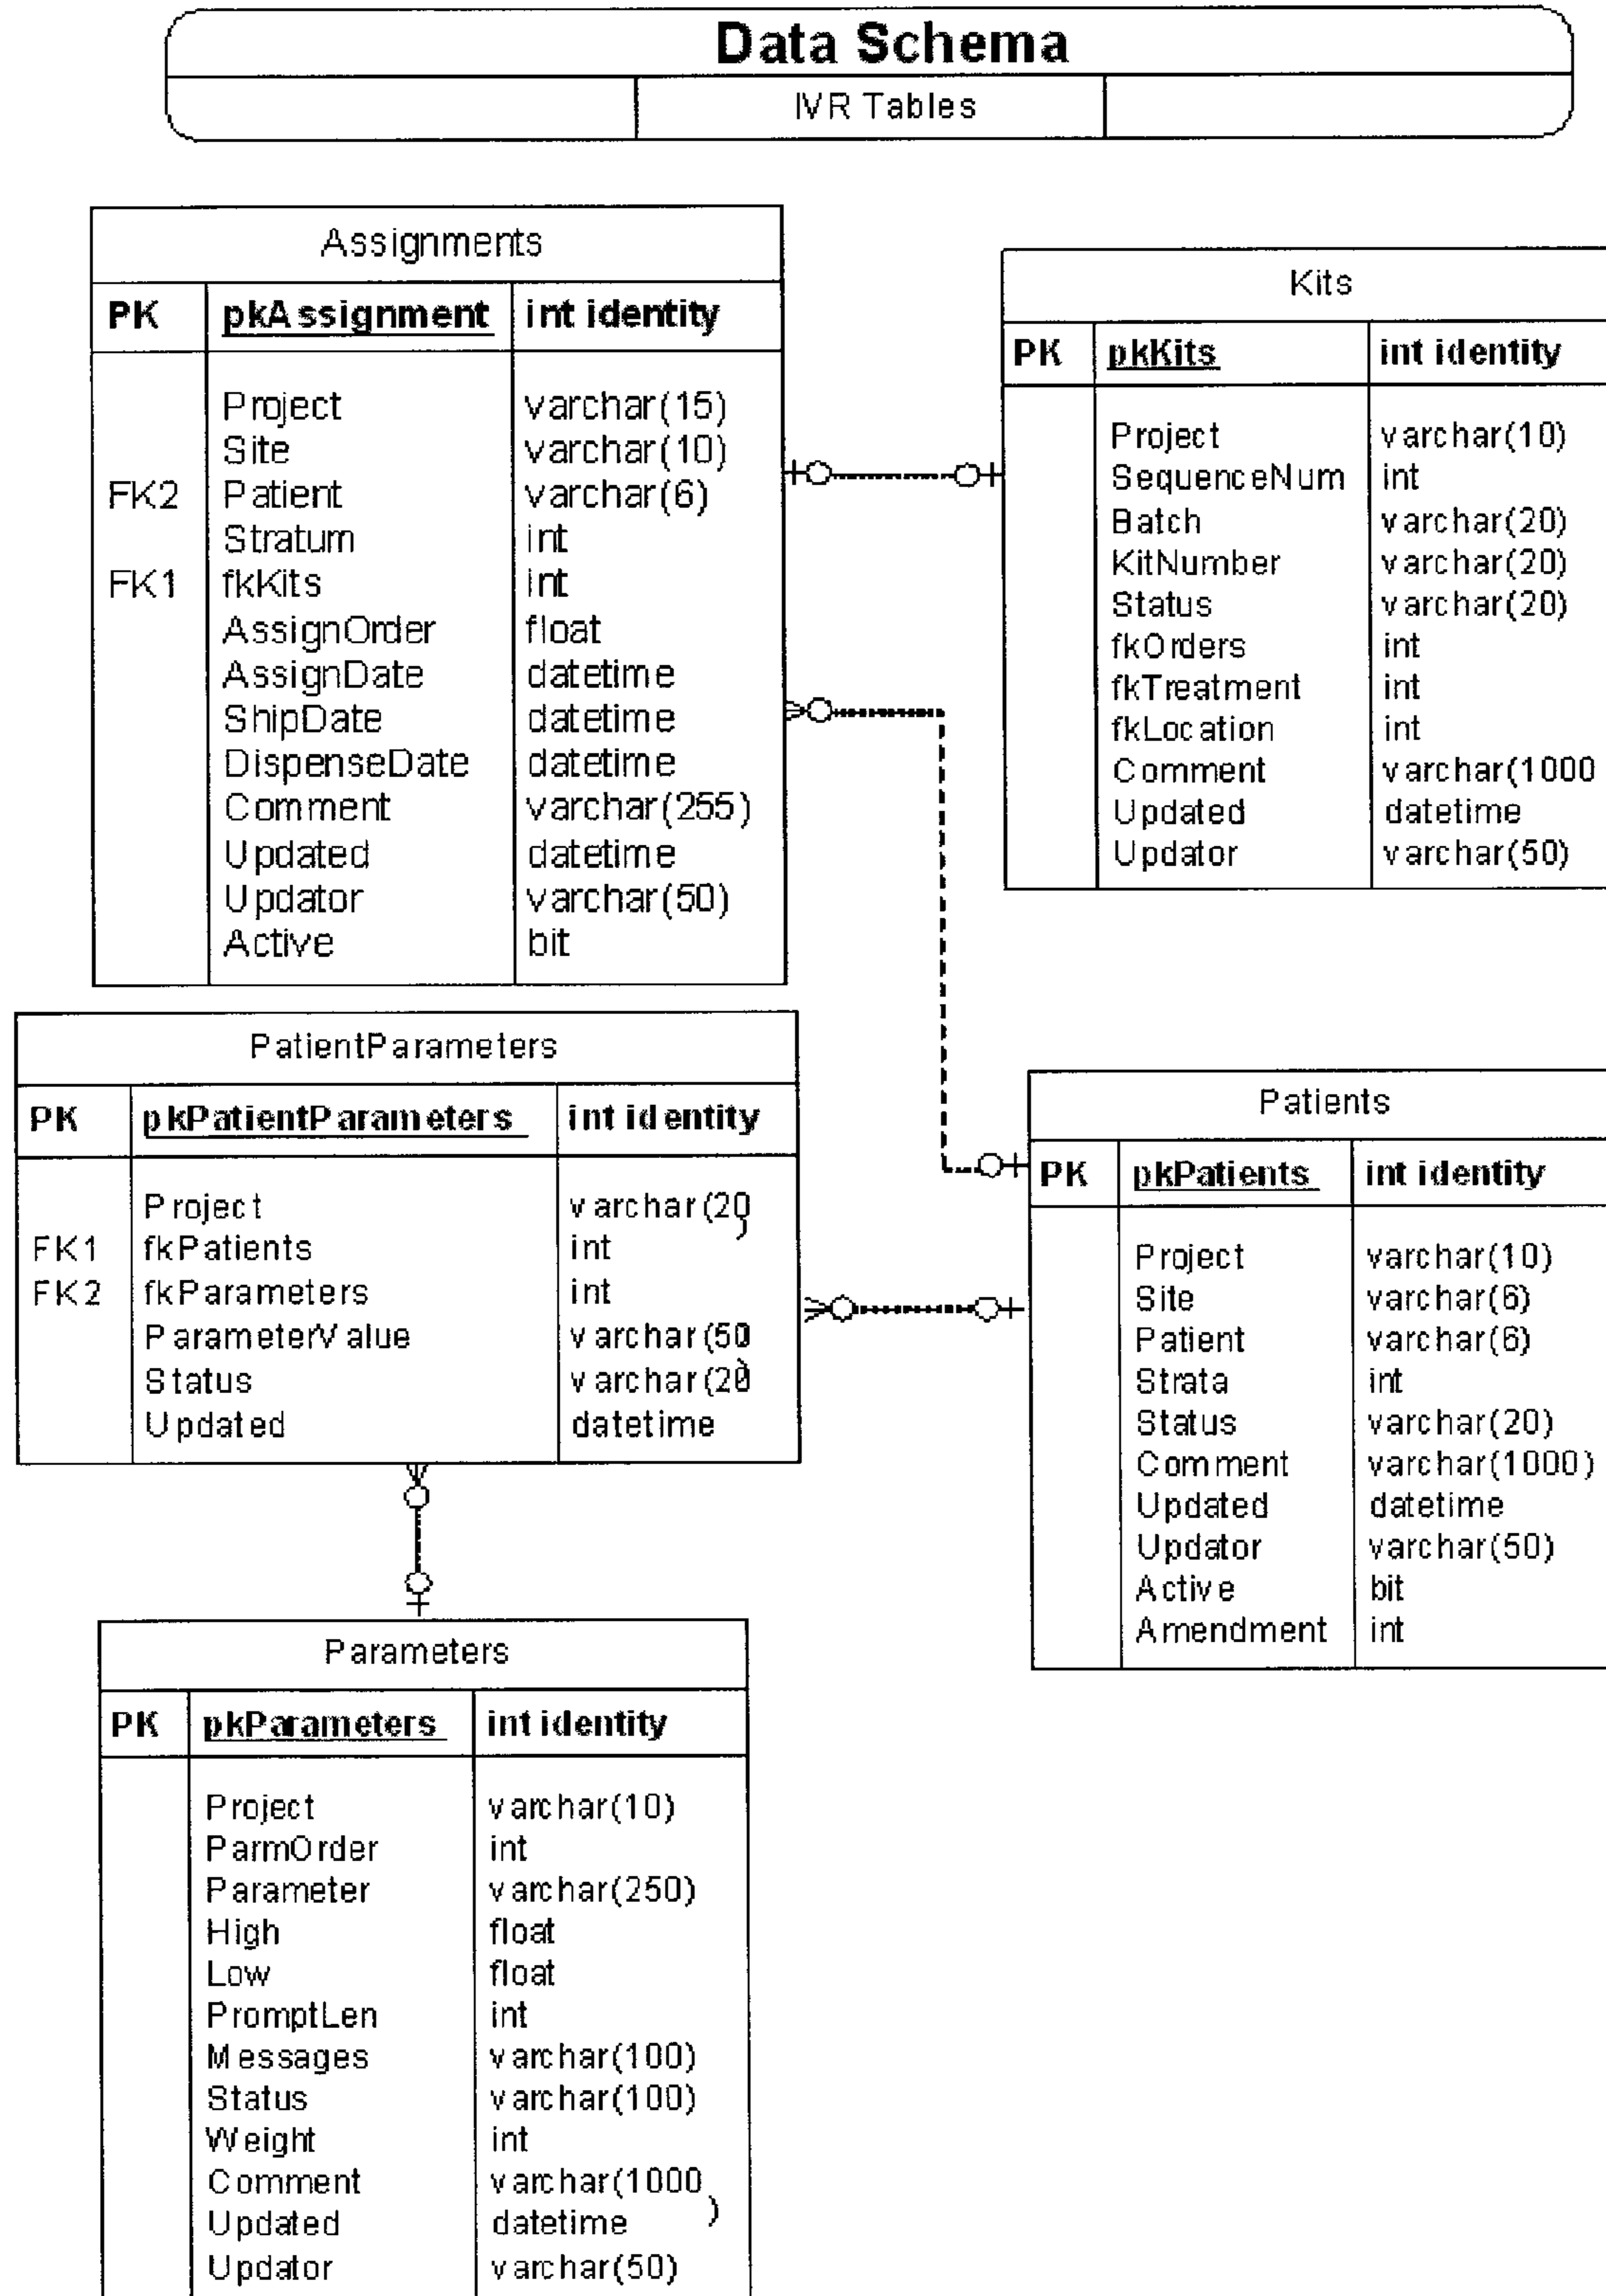 Data Schema
IVR Tables
Assignments
PK pkAssignment int identity
Project varchar(15)
Site varchar(10)
FK2 Patient varchar(6)
Stratum int
FK1 fkKits int
AssignOrder float
AssignDate datetime
ShipDate datetime
DispenseDate datetime
Comment varchar(255)
Updated datetime
Updator varchar(50)
Active bit
Kits
PK pkKits int identity
Project varchar(10)
SequenceNum int
Batch varchar(20)
KitNumber varchar(20)
Status varchar(20)
fkOrders int
fkTreatment int
fkLocation int
Comment varchar(1000
Updated datetime
Updator varchar(50)
PatientParameters
PK pkPatientParameters int identity
Project varchar(20)
FK1 fkPatients int
FK2 fkParameters int
ParameterValue varchar(50)
Status varchar(20
Updated datetime
Patients
PK pkPatients int identity
Project varchar(10)
Site varchar(6)
Patient varchar(6)
Strata int
Status varchar(20)
Comment varchar(1000)
Updated datetime
Updator varchar(50)
Active bit
Amendment int
Parameters
PK pkParameters int identity
Project varchar(10)
ParmOrder int
Parameter varchar(250)
High float
Low float
PromptLen int
Messages varchar(100)
Status varchar(100)
Weight int
Comment varchar(1000)
Updated datetime
Updator varchar(50)